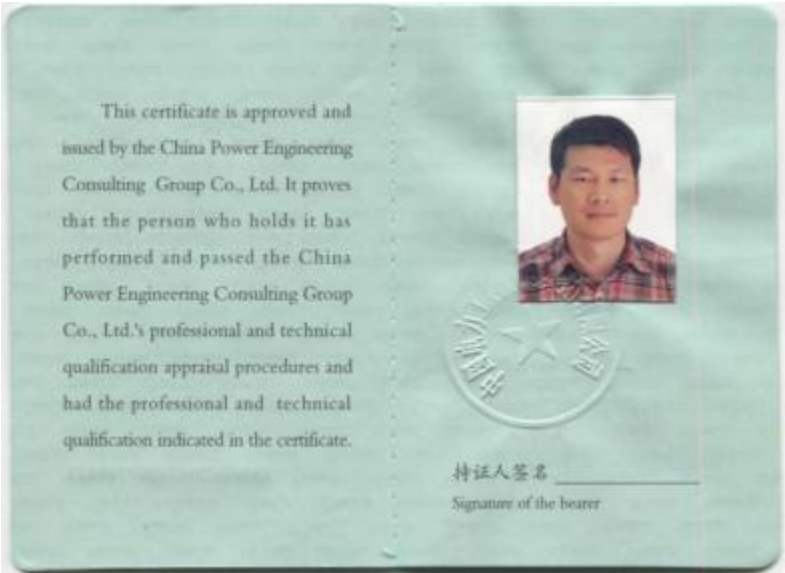 This certificate is approved and
issued by the China Power Engineering
Consulting Group Co., Ltd. It proves
that the person who holds it has
performed and passed the China
Power Engineering Consulting Group
Co., Ltd.'s professional and technical
qualification appraisal procedures and
had the professional and technical
qualification indicated in the certificate.
持证人签名
Signature of the bearer